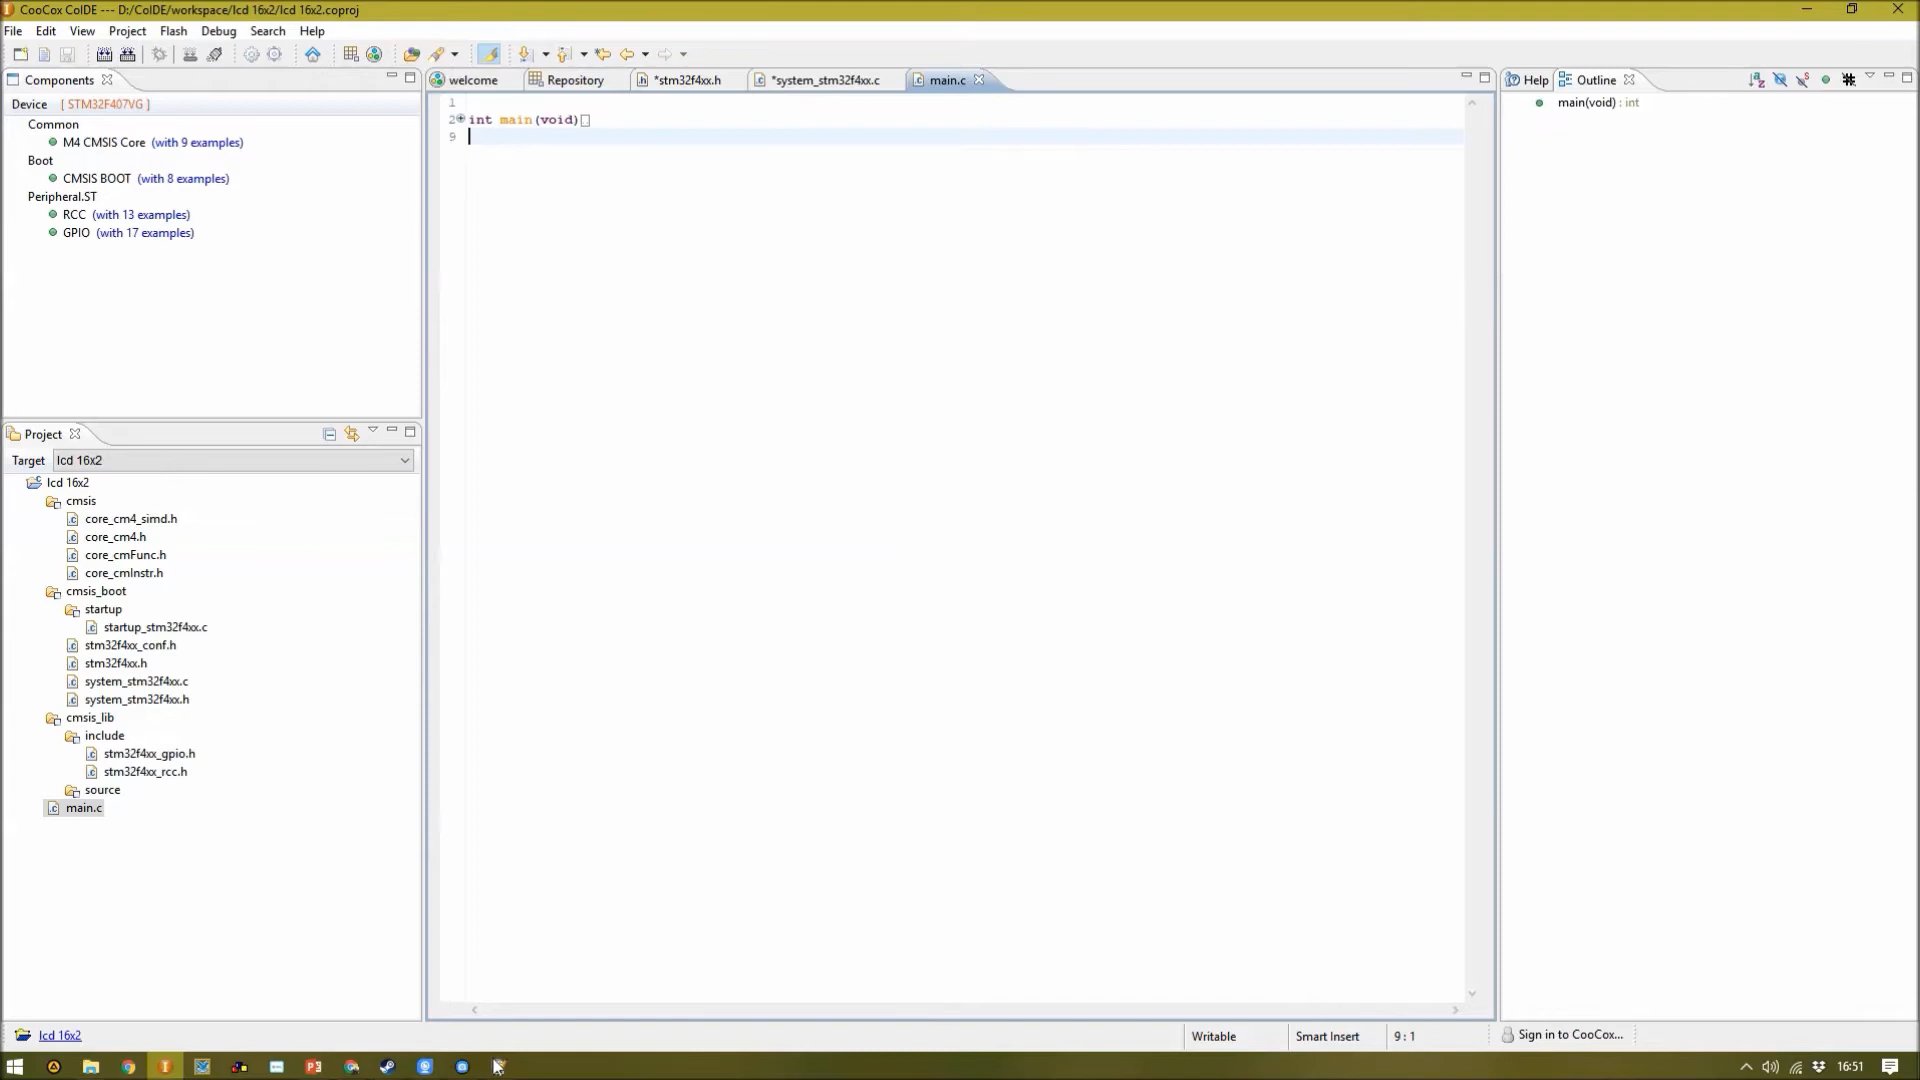 CooCox CoIDE --- D:/CoIDE/workspace/lcd 16x2/lcd 16x2.coproj
File Edit View Project Flash Debug Search Help
Components
Device [ STM32F407VG ]
Common
M4 CMSIS Core (with 9 examples)
Boot
CMSIS BOOT (with 8 examples)
Peripheral.ST
RCC (with 13 examples)
GPIO (with 17 examples)
Project
Target lcd 16x2
lcd 16x2
cmsis
core_cm4_simd.h
core_cm4.h
core_cmFunc.h
core_cmInstr.h
cmsis_boot
startup
startup_stm32f4xx.c
stm32f4xx_conf.h
stm32f4xx.h
system_stm32f4xx.c
system_stm32f4xx.h
cmsis_lib
include
stm32f4xx_gpio.h
stm32f4xx_rcc.h
source
main.c
welcome Repository *stm32f4xx.h *system_stm32f4xx.c main.c
1
2 int main(void)
9
Help Outline
main(void) : int
lcd 16x2
Writable Smart Insert 9 : 1
Sign in to CooCox...
16:51